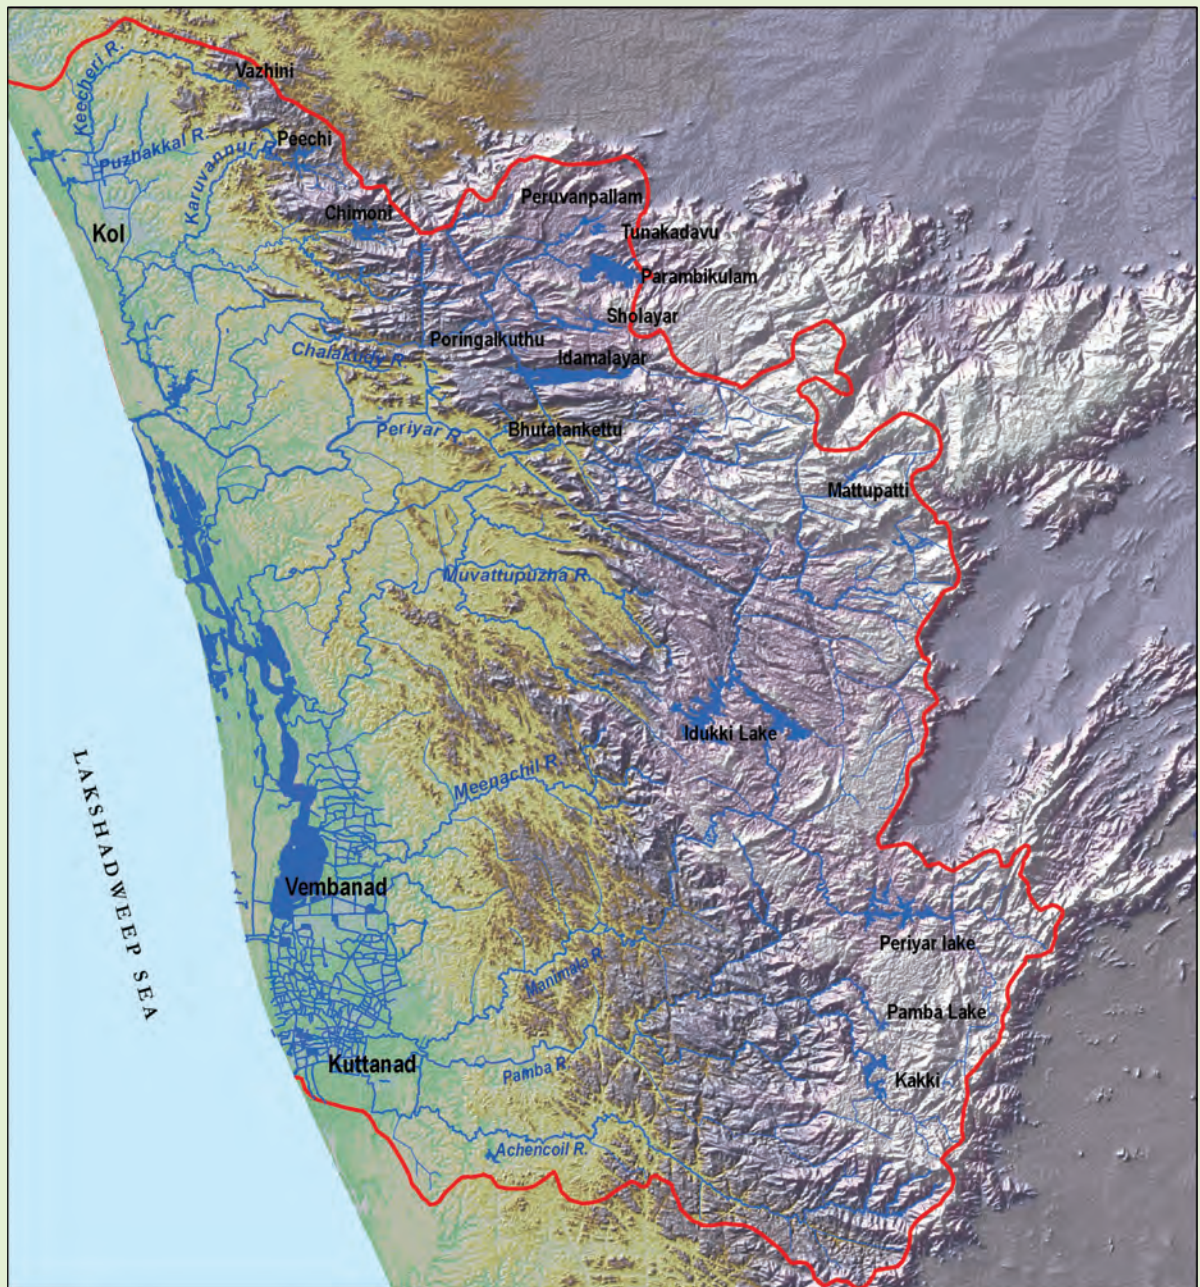 Keecheri R.
Vazhini
Puzhakkal R.
Peechi
Karuvannur R.
Chimoni
Peruvanpallam
Kol
Tunakadavu
Parambikulam
Sholayar
Poringalkuthu
Chalakudy R.
Idamalayar
Periyar R.
Bhutatankettu
Mattupatti
Muvattupuzha R.
Idukki Lake
Meenachil R.
LAKSHADWEEP SEA
Vembanad
Periyar lake
Manimala R.
Pamba Lake
Kuttanad
Pamba R.
Kakki
Achencoil R.